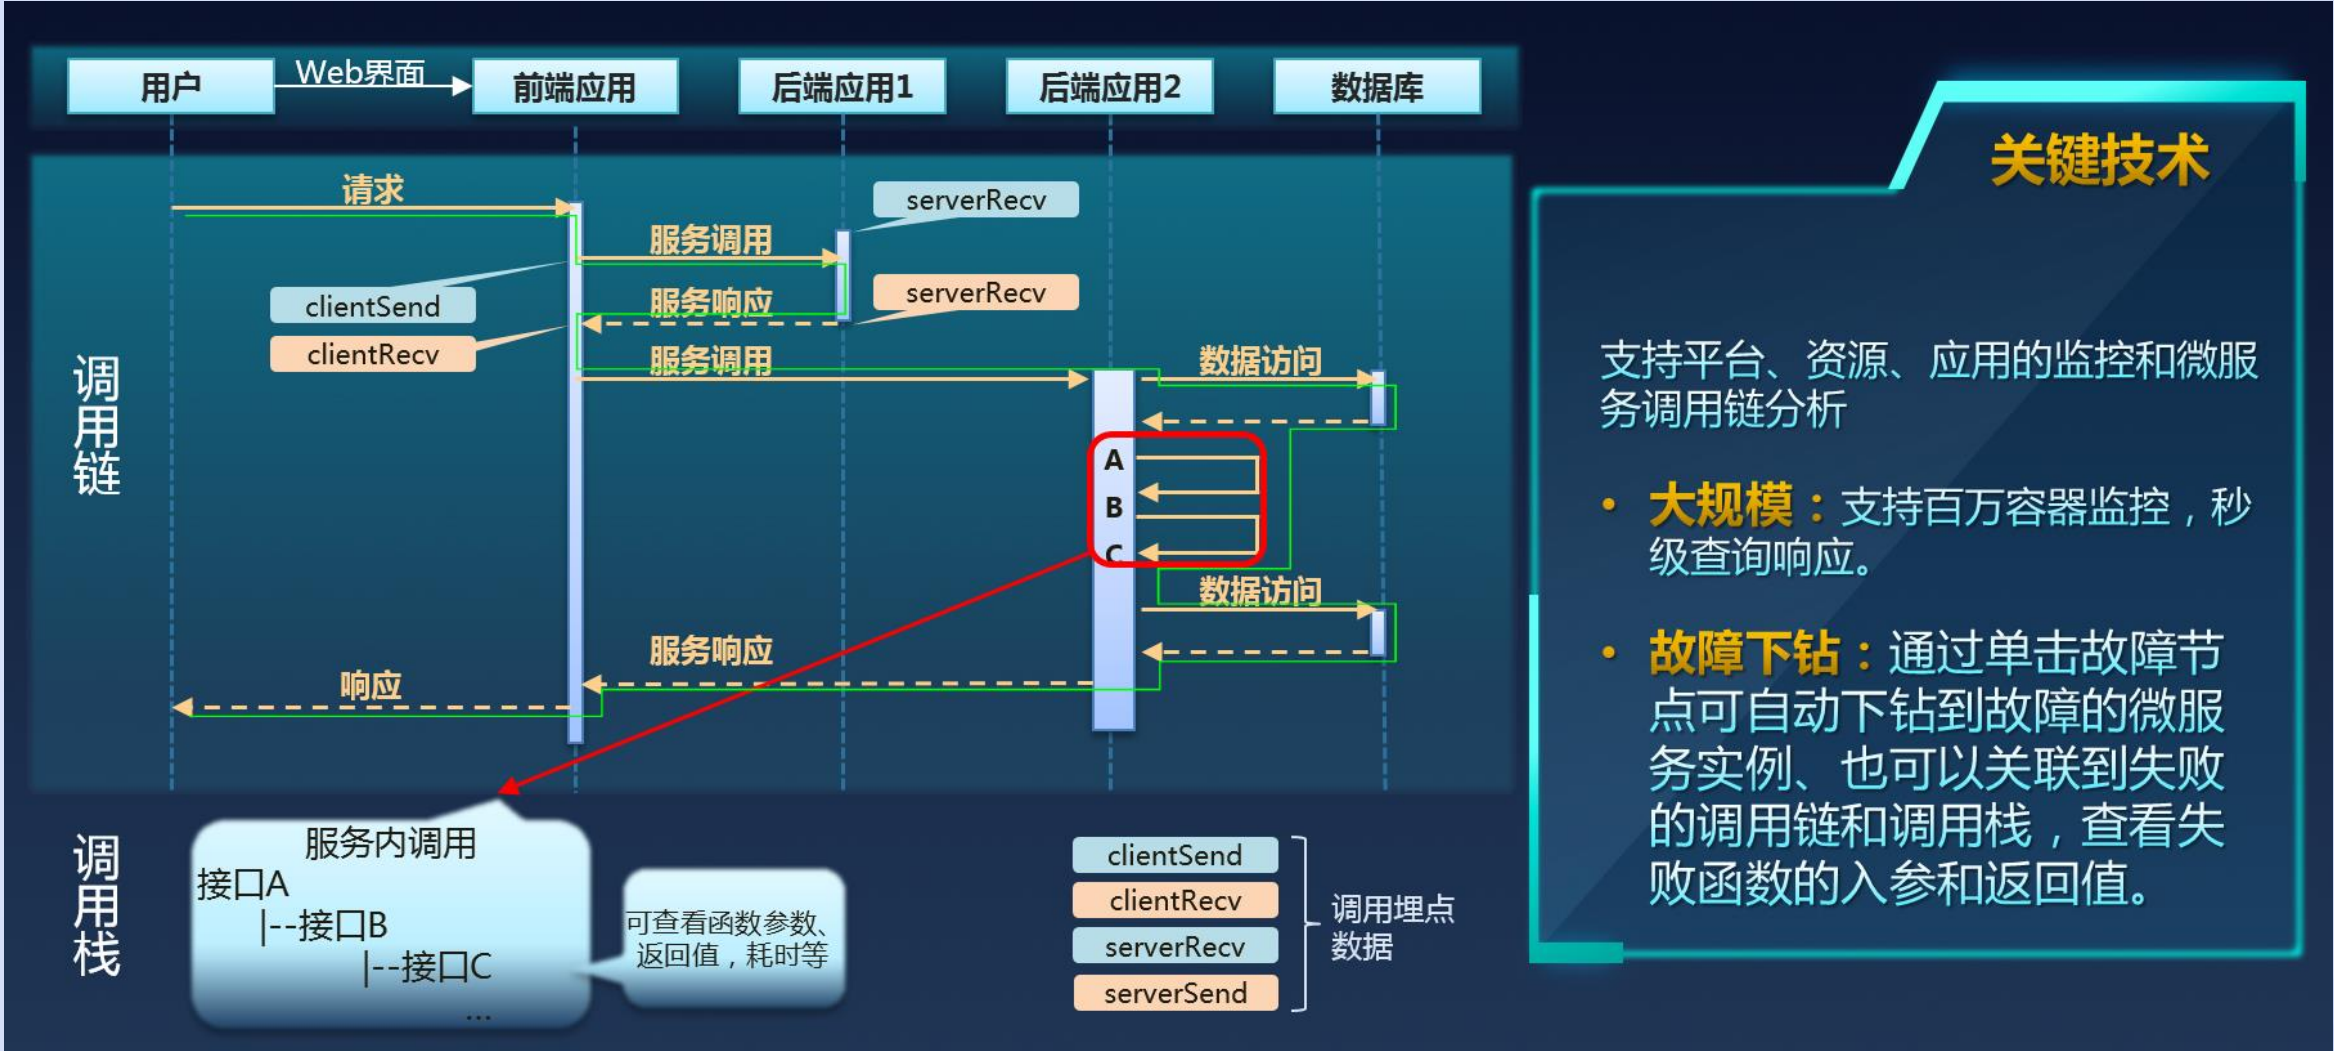 用户
Web界面
前端应用
后端应用1
后端应用2
数据库
关键技术
调用链
请求
serverRecv
服务调用
clientSend
服务响应
serverRecv
clientRecv
服务调用
数据访问
A
B
C
数据访问
服务响应
响应
支持平台、资源、应用的监控和微服
务调用链分析
• 大规模：支持百万容器监控，秒
级查询响应。
• 故障下钻：通过单击故障节
点可自动下钻到故障的微服
务实例、也可以关联到失败
的调用链和调用栈，查看失
败函数的入参和返回值。
调用栈
服务内调用
接口A
|--接口B
|--接口C
...
可查看函数参数、
返回值，耗时等
clientSend
clientRecv
serverRecv
serverSend
调用埋点
数据